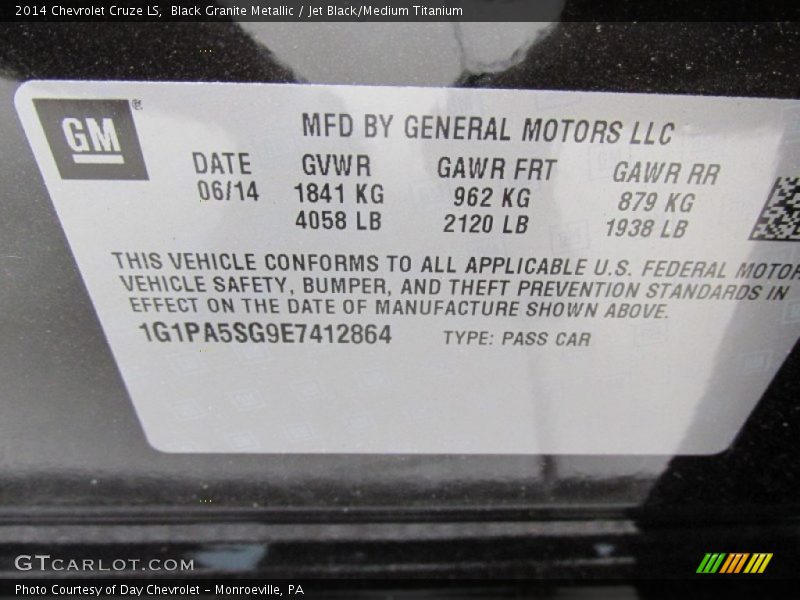 2014 Chevrolet Cruze LS,  Black Granite Metallic / Jet Black/Medium Titanium
GM®
MFD BY GENERAL MOTORS LLC
DATE GVWR GAWR FRT GAWR RR
06/14 1841 KG 962 KG 879 KG
4058 LB 2120 LB 1938 LB
THIS VEHICLE CONFORMS TO ALL APPLICABLE U.S. FEDERAL MOTOR
VEHICLE SAFETY, BUMPER, AND THEFT PREVENTION STANDARDS IN
EFFECT ON THE DATE OF MANUFACTURE SHOWN ABOVE.
1G1PA5SG9E7412864 TYPE: PASS CAR
GTCARLOT.COM
Photo Courtesy of Day Chevrolet - Monroeville, PA